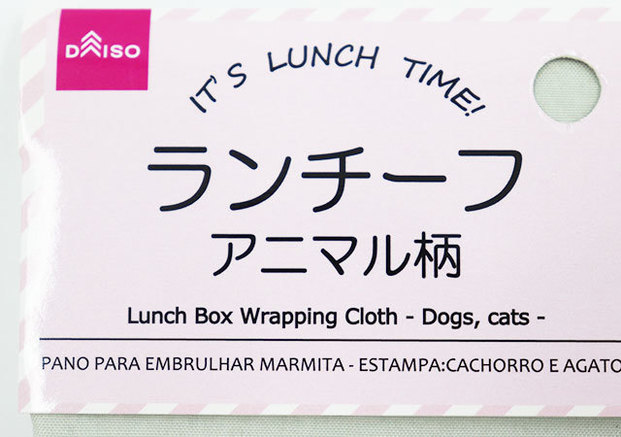 DAISO
IT'S LUNCH TIME!
ランチーフ
アニマル柄
Lunch Box Wrapping Cloth - Dogs, cats -
PANO PARA EMBRULHAR MARMITA - ESTAMPA:CACHORRO E AGATO